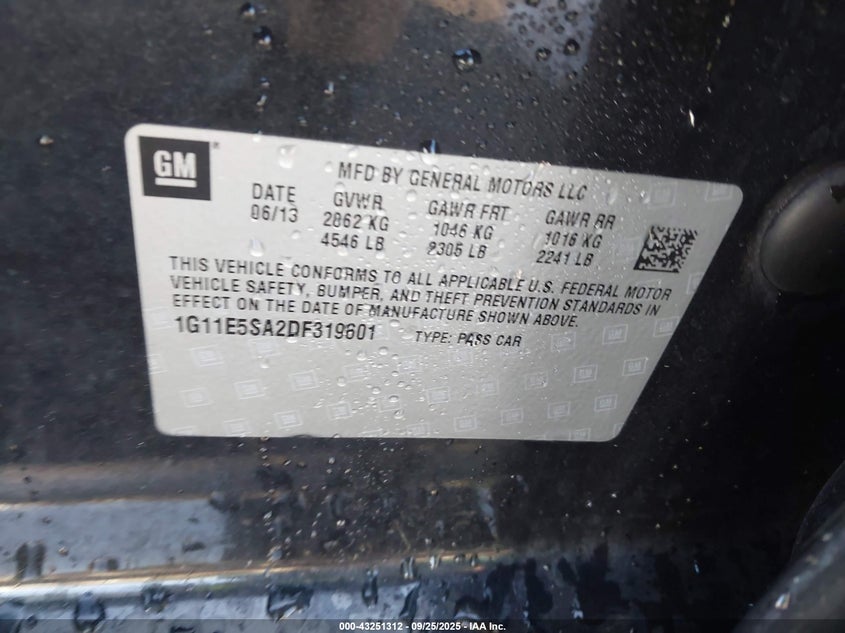 GM ®
MFD BY GENERAL MOTORS LLC
DATE GVWR GAWR FRT GAWR RR
06/13 2062 KG 1046 KG 1016 KG
4546 LB 2305 LB 2241 LB
THIS VEHICLE CONFORMS TO ALL APPLICABLE U.S. FEDERAL MOTOR
VEHICLE SAFETY, BUMPER, AND THEFT PREVENTION STANDARDS IN
EFFECT ON THE DATE OF MANUFACTURE SHOWN ABOVE.
1G11E5SA2DF319601 TYPE: PASS CAR
000-43251312 - 09/25/2025 - IAA Inc.